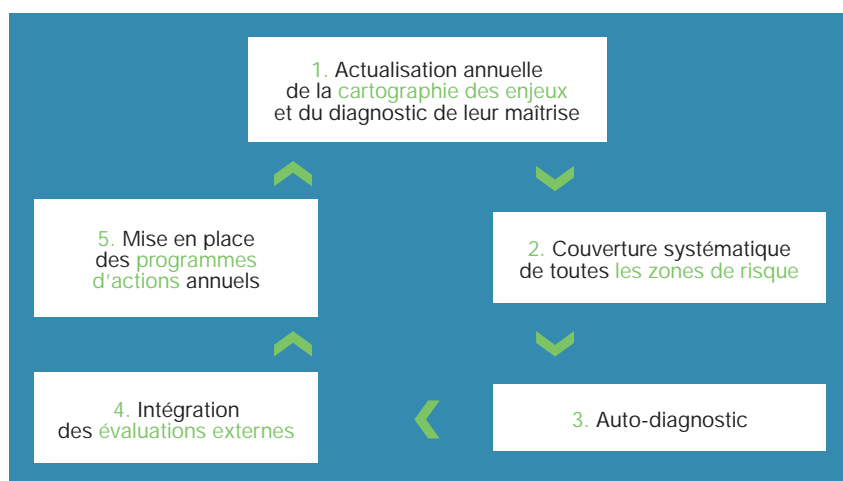 1. Actualisation annuelle
de la cartographie des enjeux
et du diagnostic de leur maîtrise
2. Couverture systématique
de toutes les zones de risque
3. Auto-diagnostic
4. Intégration
des évaluations externes
5. Mise en place
des programmes
d'actions annuels